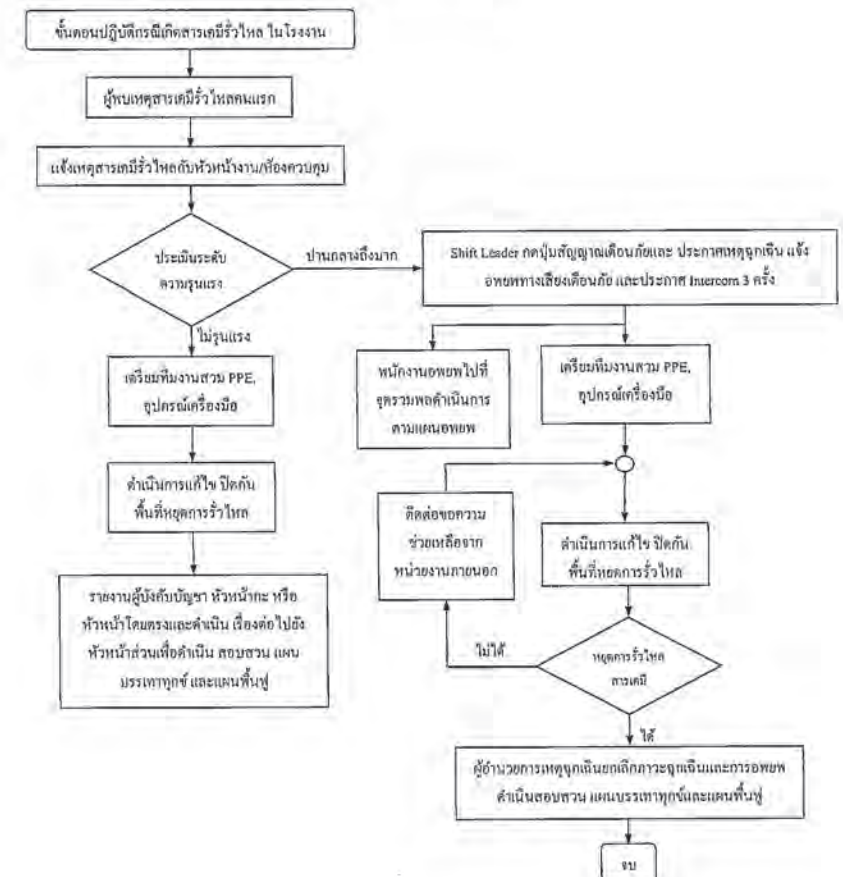 ขั้นตอนปฏิบัติกรณีเกิดสารเคมีรั่วไหล ในโรงงาน
ผู้พบเหตุสารเคมีรั่วไหลคนแรก
แจ้งเหตุสารเคมีรั่วไหลกับหัวหน้างาน/ห้องควบคุม
ประเมินระดับ
ความรุนแรง
ปานกลางถึงมาก
Shift Leader กดปุ่มสัญญาณเตือนภัยและ ประกาศเหตุฉุกเฉิน แจ้ง
อพยพทางเสียงเตือนภัย และประกาศ Intercom 3 ครั้ง
ไม่รุนแรง
เตรียมทีมงานสวม PPE,
อุปกรณ์เครื่องมือ
ดำเนินการแก้ไข ปิดกั้น
พื้นที่หยุดการรั่วไหล
รายงานผู้บังคับบัญชา หัวหน้ากะ หรือ
หัวหน้าโดยตรงและดำเนิน เรื่องต่อไปยัง
หัวหน้าส่วนเพื่อดำเนิน สอบสวน แผน
บรรเทาทุกข์ และแผนฟื้นฟู
พนักงานอพยพไปที่
จุดรวมพลดำเนินการ
ตามแผนอพยพ
เตรียมทีมงานสวม PPE,
อุปกรณ์เครื่องมือ
ติดต่อขอความ
ช่วยเหลือจาก
หน่วยงานภายนอก
ดำเนินการแก้ไข ปิดกั้น
พื้นที่หยุดการรั่วไหล
ไม่ได้
หยุดการรั่วไหล
สารเคมี
ได้
ผู้อำนวยการเหตุฉุกเฉินยกเลิกภาวะฉุกเฉินและการอพยพ
ดำเนินสอบสวน แผนบรรเทาทุกข์และแผนฟื้นฟู
จบ